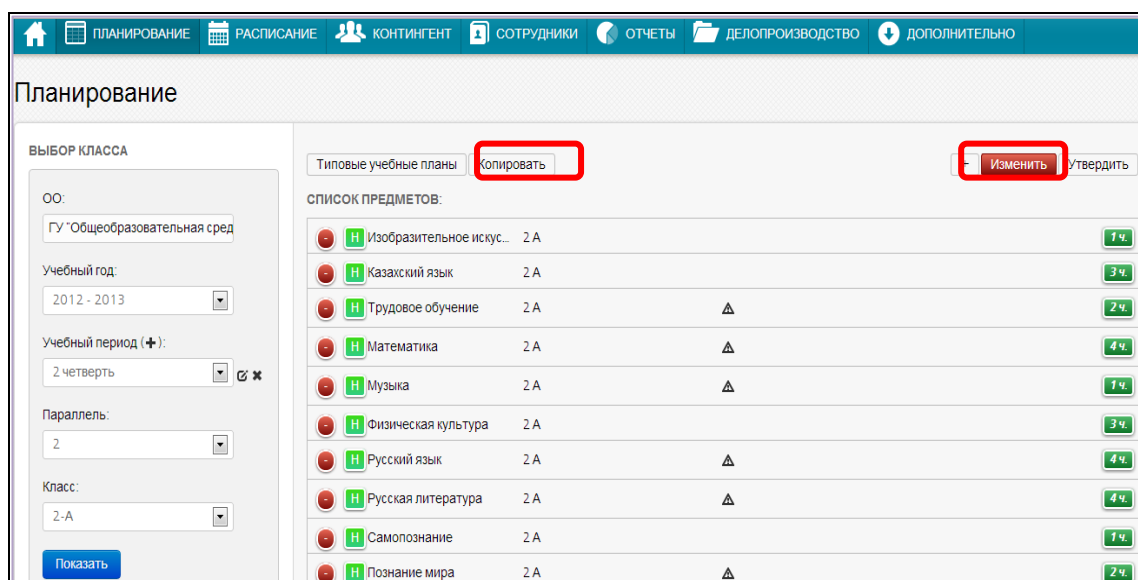 ПЛАНИРОВАНИЕ РАСПИСАНИЕ КОНТИНГЕНТ СОТРУДНИКИ ОТЧЕТЫ ДЕЛОПРОИЗВОДСТВО ДОПОЛНИТЕЛЬНО
Планирование
ВЫБОР КЛАССА
ОО:
ГУ "Общеобразовательная сред
Учебный год:
2012 - 2013
Учебный период (+):
2 четверть
Параллель:
2
Класс:
2-А
Показать
Типовые учебные планы Копировать Изменить Утвердить
СПИСОК ПРЕДМЕТОВ:
- Н Изобразительное искус... 2 А 1 ч.
- Н Казахский язык 2 А 3 ч.
- Н Трудовое обучение 2 А 2 ч.
- Н Математика 2 А 4 ч.
- Н Музыка 2 А 1 ч.
- Н Физическая культура 2 А 3 ч.
- Н Русский язык 2 А 4 ч.
- Н Русская литература 2 А 4 ч.
- Н Самопознание 2 А 1 ч.
- Н Познание мира 2 А 2 ч.